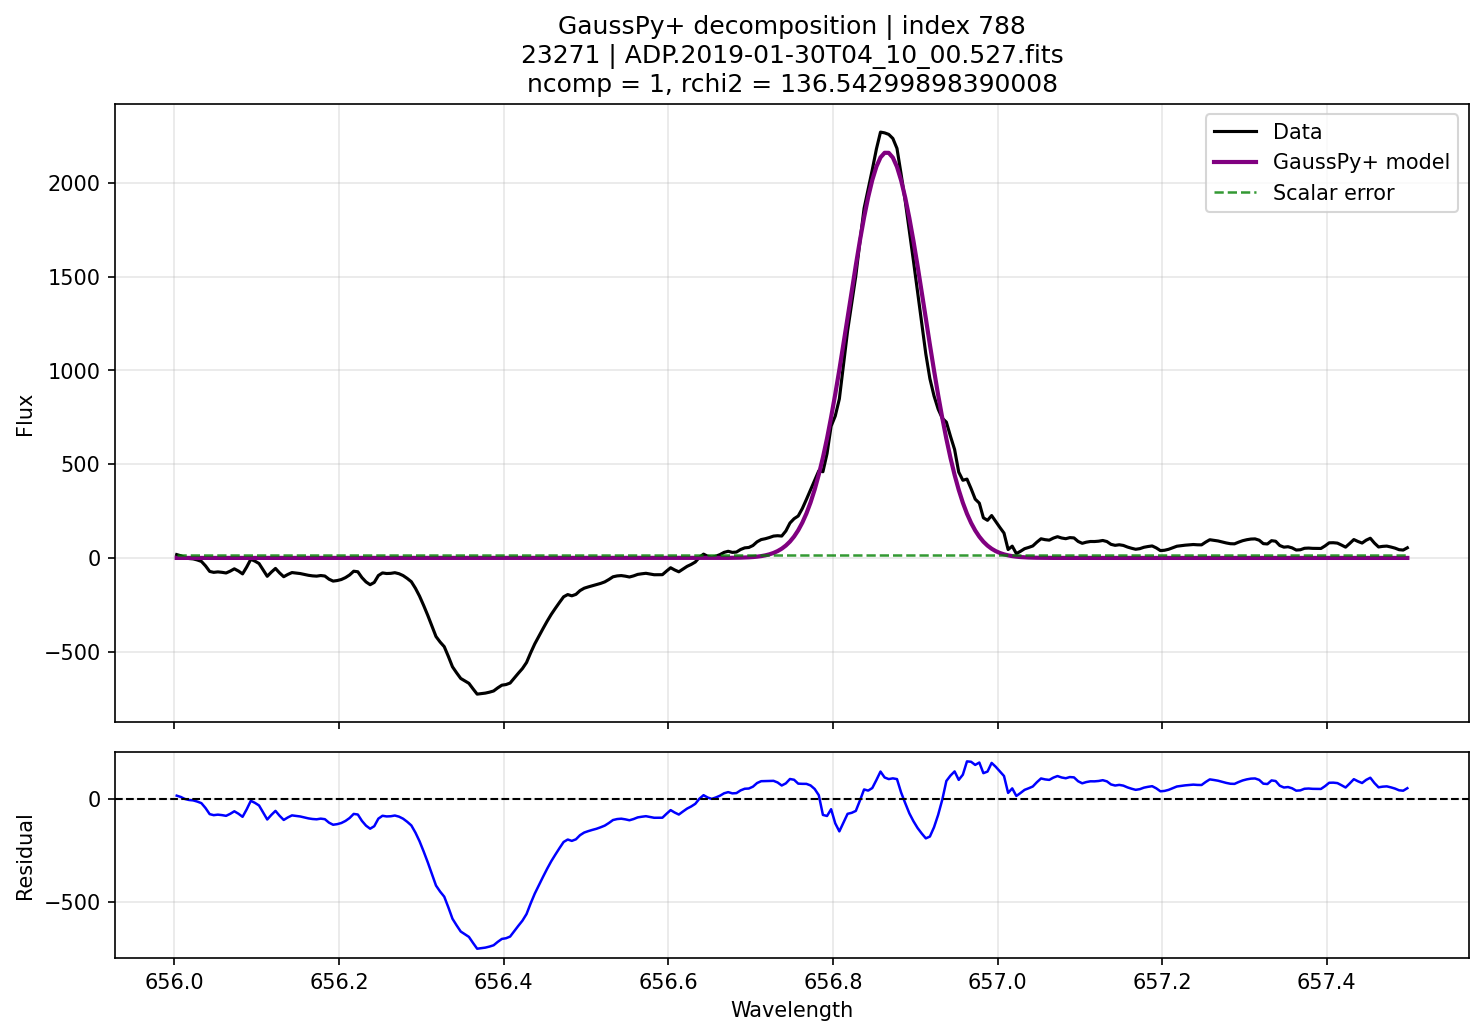 GaussPy+ decomposition | index 788
23271 | ADP.2019-01-30T04_10_00.527.fits
ncomp = 1, rchi2 = 136.54299898390008
Data
GaussPy+ model
Scalar error
Flux
2000
1500
1000
500
0
−500
Residual
0
−500
656.0
656.2
656.4
656.6
656.8
657.0
657.2
657.4
Wavelength